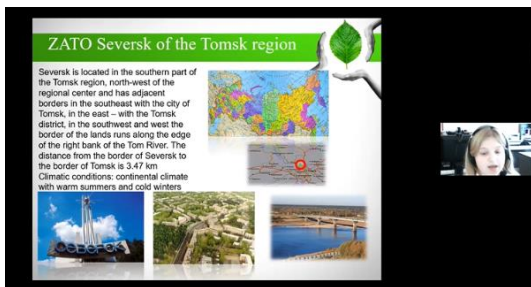 ZATO Seversk of the Tomsk region
Seversk is located in the southern part of
the Tomsk region, north-west of the
regional center and has adjacent
borders in the southeast with the city of
Tomsk, in the east – with the Tomsk
district, in the southwest and west the
border of the lands runs along the edge
of the right bank of the Tom River. The
distance from the border of Seversk to
the border of Tomsk is 3.47 km
Climatic conditions: continental climate
with warm summers and cold winters